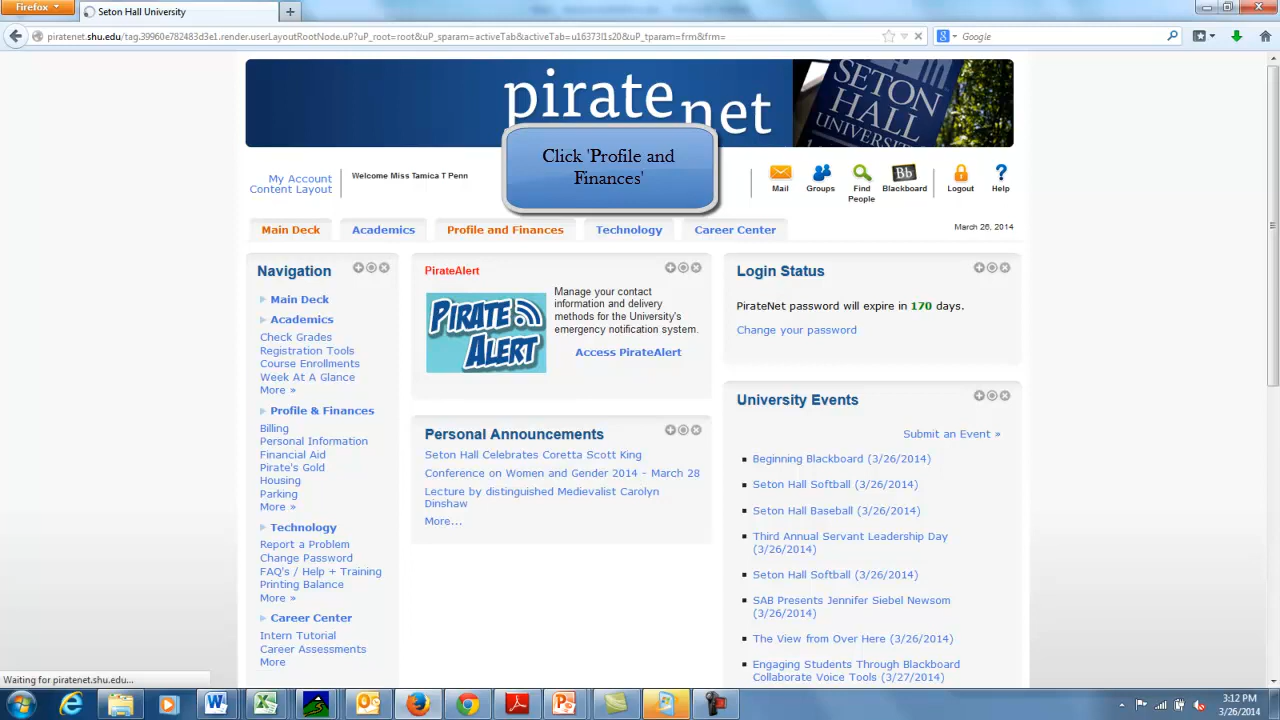 Firefox
Seton Hall University
piratenet.shu.edu/tag.39960e782483d3e1.render.userLayoutRootNode.uP?uP_root=root&uP_sparam=activeTab&activeTab=u16373l1s20&uP_tparam=frm&frm=
Google
pirate net
SETON HALL UNIVERSITY
Click 'Profile and
Finances'
My Account
Content Layout
Welcome Miss Tamica T Penn
Mail
Groups
Find
People
Bb
Blackboard
Logout
Help
Main Deck
Academics
Profile and Finances
Technology
Career Center
March 26, 2014
Navigation
Main Deck
Academics
Check Grades
Registration Tools
Course Enrollments
Week At A Glance
More »
Profile & Finances
Billing
Personal Information
Financial Aid
Pirate's Gold
Housing
Parking
More »
Technology
Report a Problem
Change Password
FAQ's / Help + Training
Printing Balance
More »
Career Center
Intern Tutorial
Career Assessments
More
PirateAlert
PIRATE
ALERT
Manage your contact
information and delivery
methods for the University's
emergency notification system.
Access PirateAlert
Personal Announcements
Seton Hall Celebrates Coretta Scott King
Conference on Women and Gender 2014 - March 28
Lecture by distinguished Medievalist Carolyn
Dinshaw
More...
Login Status
PirateNet password will expire in 170 days.
Change your password
University Events
Submit an Event »
Beginning Blackboard (3/26/2014)
Seton Hall Softball (3/26/2014)
Seton Hall Baseball (3/26/2014)
Third Annual Servant Leadership Day
(3/26/2014)
Seton Hall Softball (3/26/2014)
SAB Presents Jennifer Siebel Newsom
(3/26/2014)
The View from Over Here (3/26/2014)
Engaging Students Through Blackboard
Collaborate Voice Tools (3/27/2014)
Waiting for piratenet.shu.edu...
3:12 PM
3/26/2014